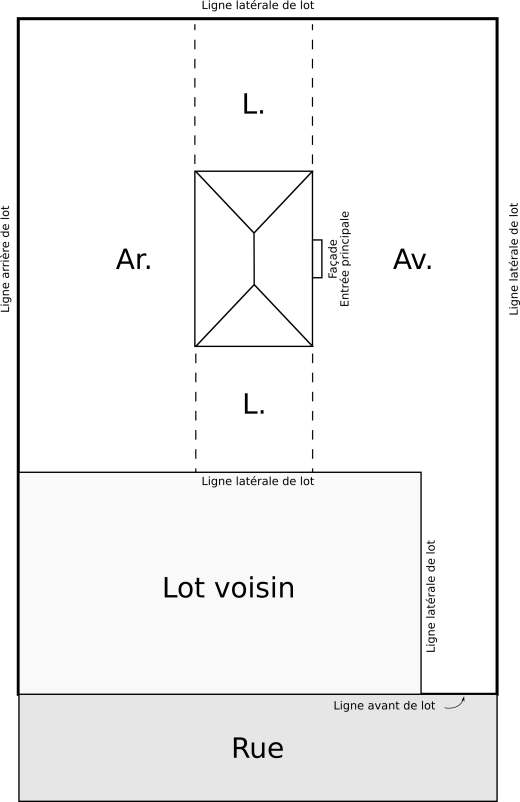 Ligne latérale de lot
L.
Ligne arrière de lot
Ar.
Façade
Entrée principale
Av.
Ligne latérale de lot
L.
Ligne latérale de lot
Lot voisin
Ligne latérale de lot
Ligne avant de lot
Rue